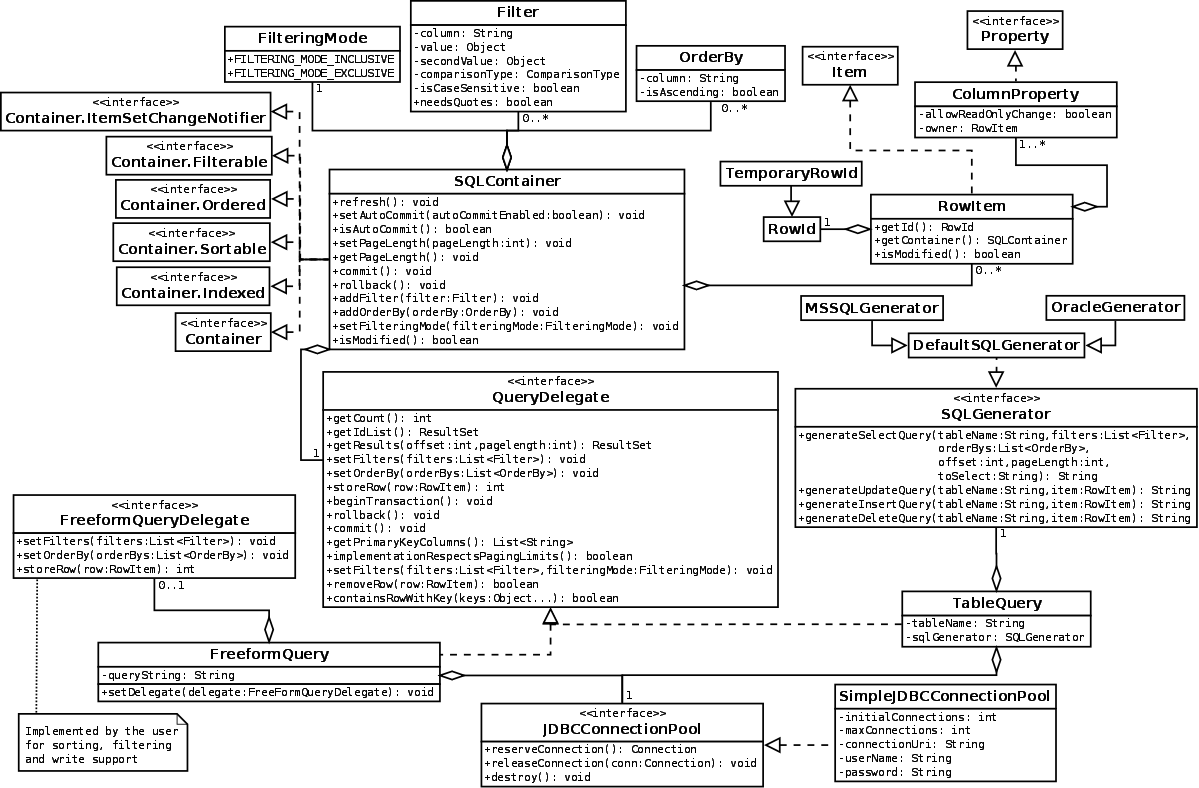 Filter
-column: String
-value: Object
-secondValue: Object
-comparisonType: ComparisonType
-isCaseSensitive: boolean
-needsQuotes: boolean
0..*
FilteringMode
+FILTERING_MODE_INCLUSIVE
+FILTERING_MODE_EXCLUSIVE
1
OrderBy
-column: String
-isAscending: boolean
0..*
<<interface>>
Item
<<interface>>
Property
ColumnProperty
-allowReadOnlyChange: boolean
-owner: RowItem
1..*
<<interface>>
Container.ItemSetChangeNotifier
<<interface>>
Container.Filterable
<<interface>>
Container.Ordered
<<interface>>
Container.Sortable
<<interface>>
Container.Indexed
<<interface>>
Container
SQLContainer
+refresh(): void
+setAutoCommit(autoCommitEnabled:boolean): void
+isAutoCommit(): boolean
+setPageLength(pageLength:int): void
+getPageLength(): void
+commit(): void
+rollback(): void
+addFilter(filter:Filter): void
+addOrderBy(orderBy:OrderBy): void
+setFilteringMode(filteringMode:FilteringMode): void
+isModified(): boolean
TemporaryRowId
RowId
1
RowItem
+getId(): RowId
+getContainer(): SQLContainer
+isModified(): boolean
0..*
MSSQLGenerator
OracleGenerator
DefaultSQLGenerator
<<interface>>
SQLGenerator
+generateSelectQuery(tableName:String,filters:List<Filter>,
orderBys:List<OrderBy>,
offset:int,pageLength:int,
toSelect:String): String
+generateUpdateQuery(tableName:String,item:RowItem): String
+generateInsertQuery(tableName:String,item:RowItem): String
+generateDeleteQuery(tableName:String,item:RowItem): String
1
<<interface>>
QueryDelegate
+getCount(): int
+getIdList(): ResultSet
+getResults(offset:int,pagelength:int): ResultSet
+setFilters(filters:List<Filter>): void
+setOrderBy(orderBys:List<OrderBy>): void
+storeRow(row:RowItem): int
+beginTransaction(): void
+rollback(): void
+commit(): void
+getPrimaryKeyColumns(): List<String>
+implementationRespectsPagingLimits(): boolean
+setFilters(filters:List<Filter>,filteringMode:FilteringMode): void
+removeRow(row:RowItem): boolean
+containsRowWithKey(keys:Object...): boolean
1
<<interface>>
FreeformQueryDelegate
+setFilters(filters:List<Filter>): void
+setOrderBy(orderBys:List<OrderBy>): void
+storeRow(row:RowItem): int
0..1
TableQuery
-tableName: String
-sqlGenerator: SQLGenerator
FreeformQuery
-queryString: String
+setDelegate(delegate:FreeFormQueryDelegate): void
Implemented by the user
for sorting, filtering
and write support
1
<<interface>>
JDBCConnectionPool
+reserveConnection(): Connection
+releaseConnection(conn:Connection): void
+destroy(): void
SimpleJDBCConnectionPool
-initialConnections: int
-maxConnections: int
-connectionUri: String
-userName: String
-password: String